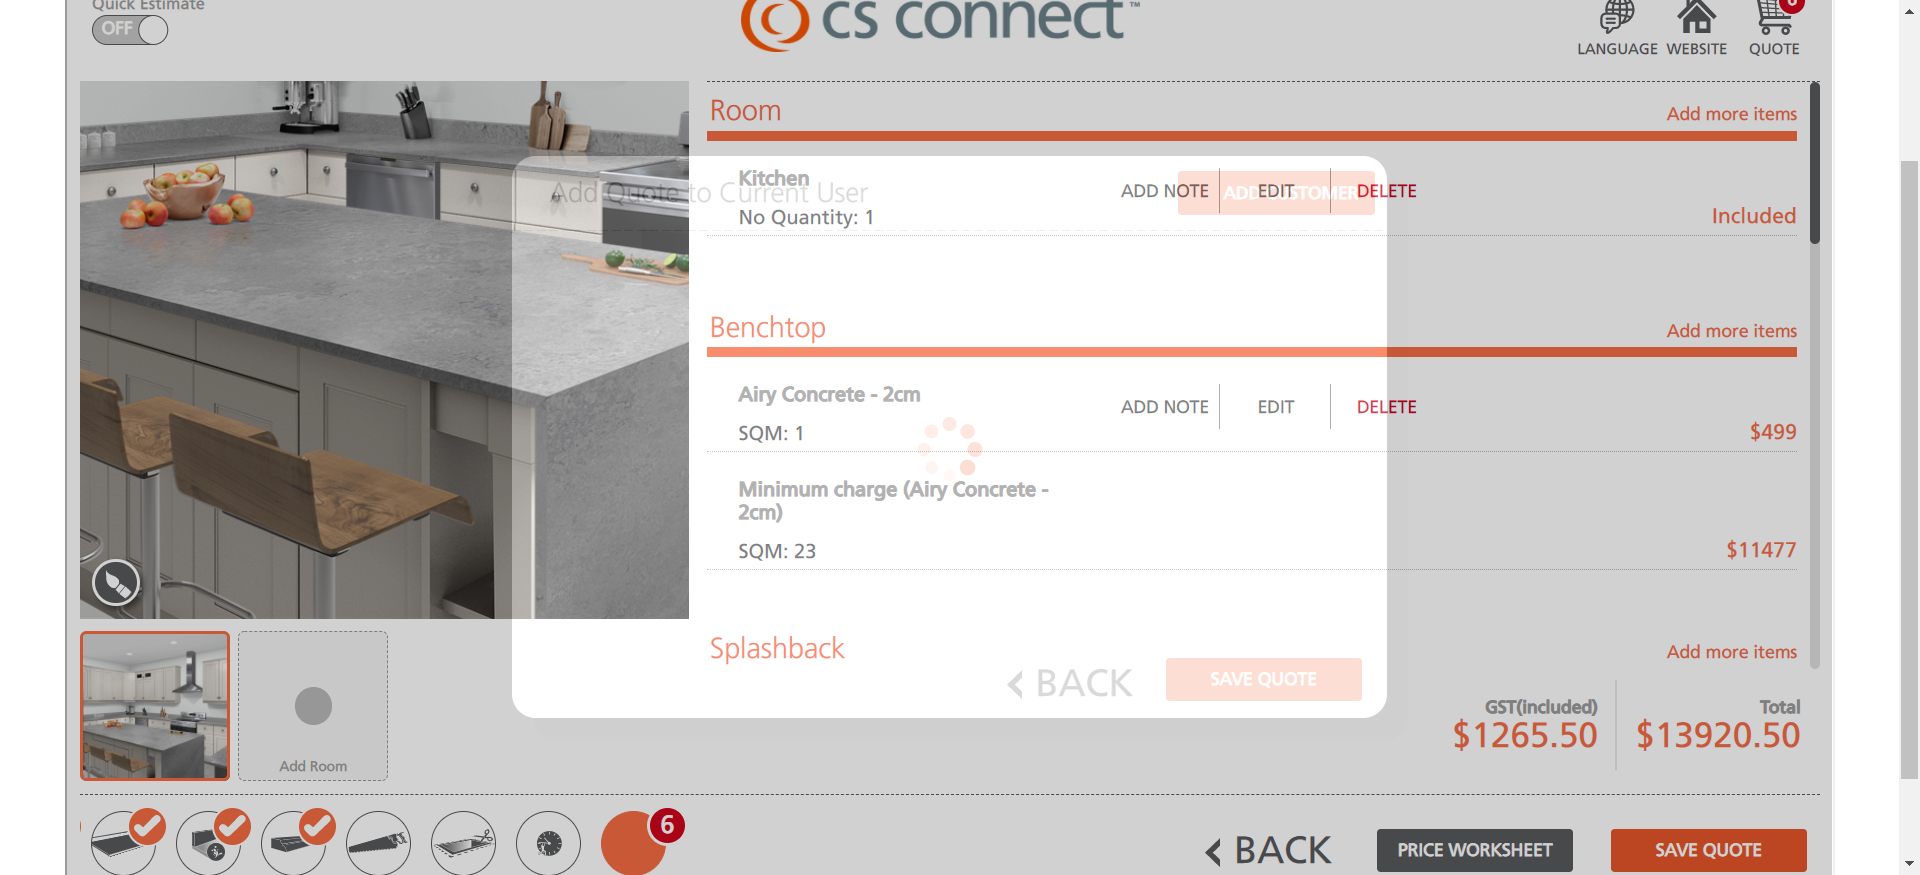 Quick Estimate
OFF
cs connect™
LANGUAGE
WEBSITE
QUOTE
Room
Add more items
Add Quote to Current User
ADD CUSTOMER
Kitchen
ADD NOTE
EDIT
DELETE
No Quantity: 1
Included
Benchtop
Add more items
Airy Concrete - 2cm
ADD NOTE
EDIT
DELETE
SQM: 1
$499
Minimum charge (Airy Concrete -
2cm)
SQM: 23
$11477
Splashback
Add more items
BACK
SAVE QUOTE
GST(included)
$1265.50
Total
$13920.50
Add Room
6
BACK
PRICE WORKSHEET
SAVE QUOTE